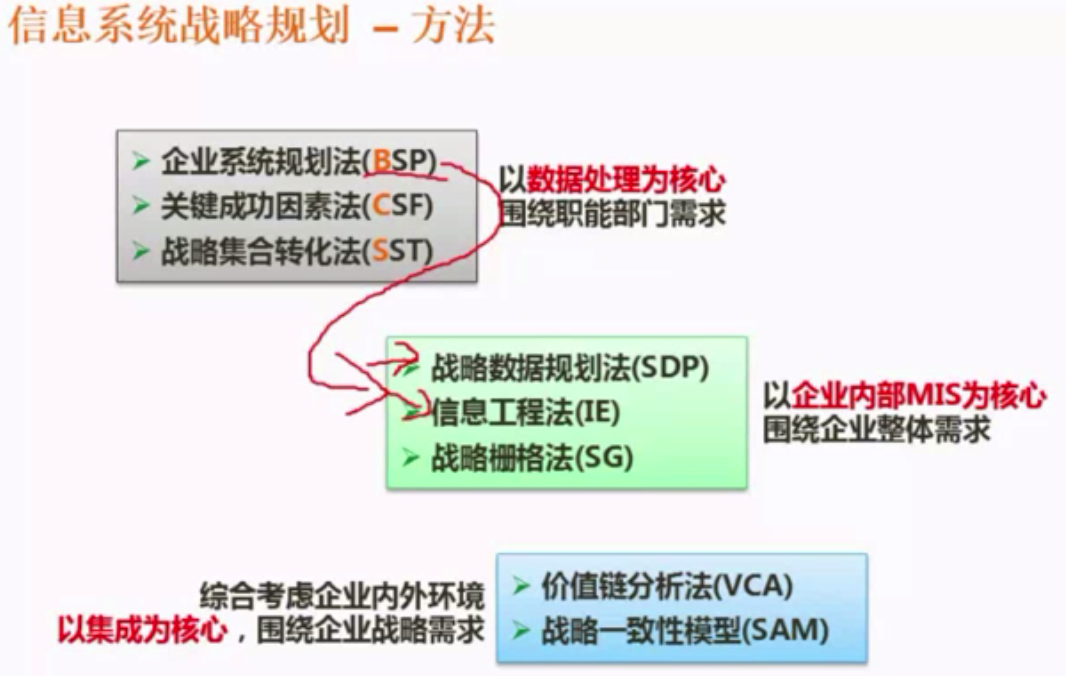 信息系统战略规划 – 方法
企业系统规划法(BSP)
关键成功因素法(CSF)
战略集合转化法(SST)
以数据处理为核心
围绕职能部门需求
战略数据规划法(SDP)
信息工程法(IE)
战略栅格法(SG)
以企业内部MIS为核心
围绕企业整体需求
综合考虑企业内外环境
以集成为核心，围绕企业战略需求
价值链分析法(VCA)
战略一致性模型(SAM)